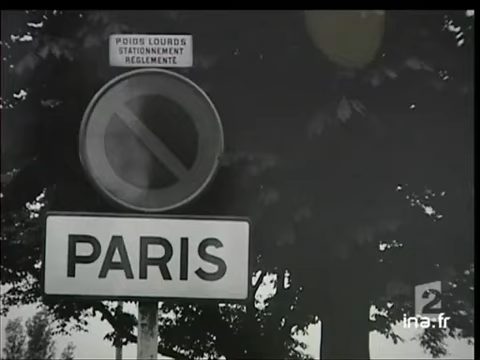 POIDS LOURDS
STATIONNEMENT
RÉGLEMENTÉ
PARIS
2
ina.fr